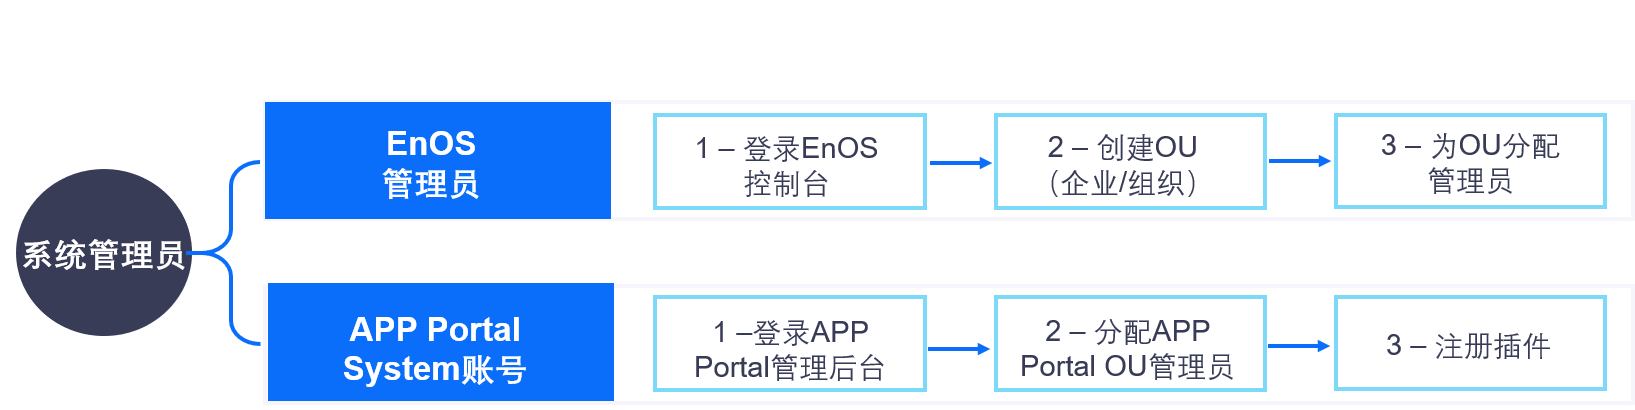 系统管理员
EnOS
管理员
1 – 登录EnOS
控制台
2 – 创建OU
（企业/组织）
3 – 为OU分配
管理员
APP Portal
System账号
1 –登录APP
Portal管理后台
2 – 分配APP
Portal OU管理员
3 – 注册插件